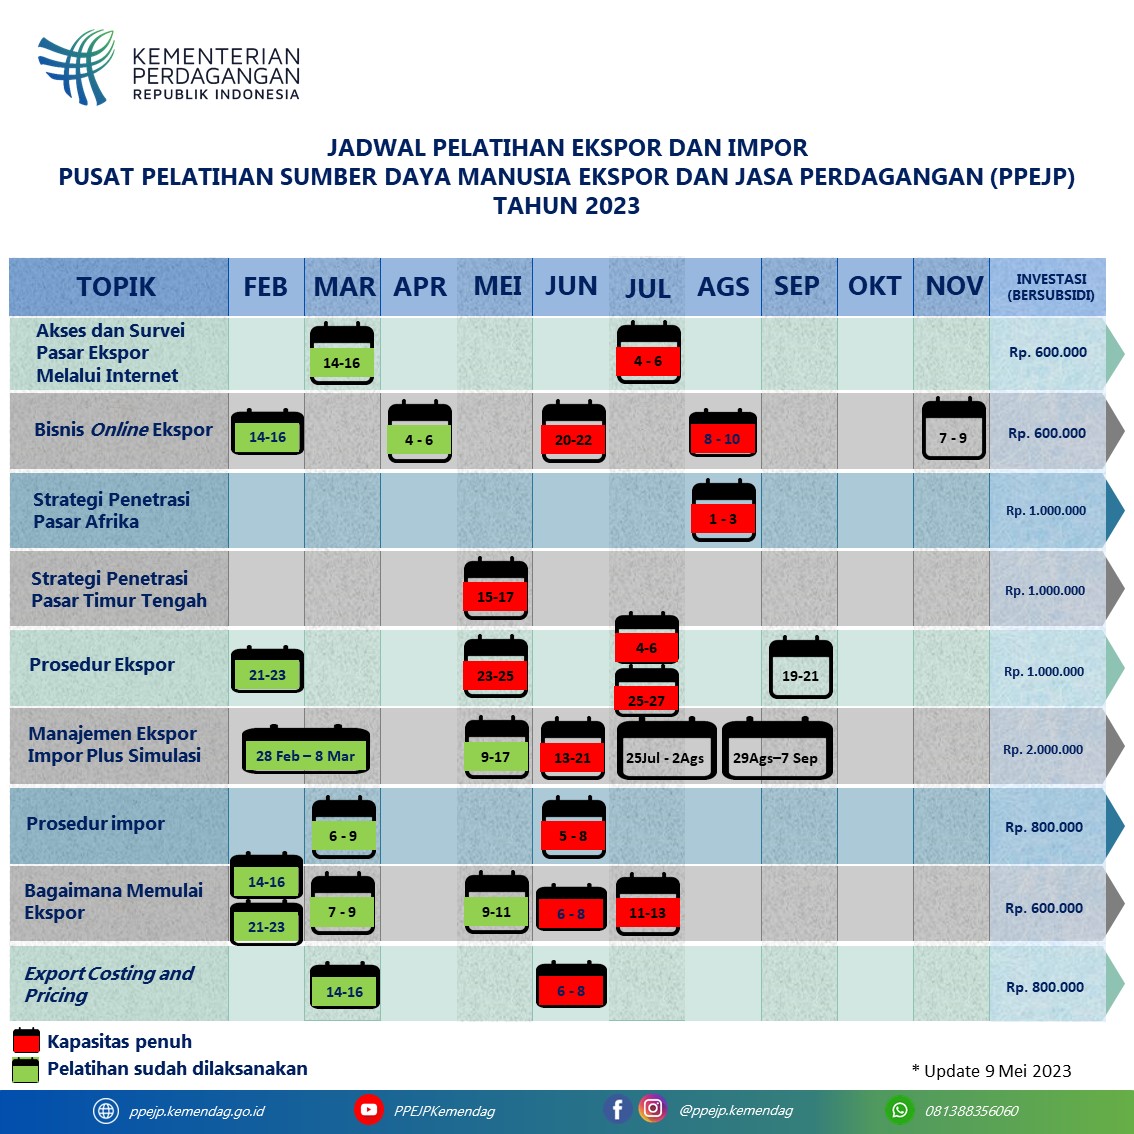 KEMENTERIAN
PERDAGANGAN
REPUBLIK INDONESIA
JADWAL PELATIHAN EKSPOR DAN IMPOR
PUSAT PELATIHAN SUMBER DAYA MANUSIA EKSPOR DAN JASA PERDAGANGAN (PPEJP)
TAHUN 2023
TOPIK FEB MAR APR MEI JUN JUL AGS SEP OKT NOV INVESTASI
(BERSUBSIDI)
Akses dan Survei
Pasar Ekspor
Melalui Internet
14-16 4 - 6 Rp. 600.000
Bisnis Online Ekspor 14-16 4 - 6 20-22 8 - 10 7 - 9 Rp. 600.000
Strategi Penetrasi
Pasar Afrika
1 - 3 Rp. 1.000.000
Strategi Penetrasi
Pasar Timur Tengah
15-17 Rp. 1.000.000
Prosedur Ekspor 21-23 23-25 4-6 19-21 Rp. 1.000.000
25-27
Manajemen Ekspor
Impor Plus Simulasi
28 Feb – 8 Mar 9-17 13-21 25Jul - 2Ags 29Ags–7 Sep Rp. 2.000.000
Prosedur impor 6 - 9 5 - 8 Rp. 800.000
14-16
Bagaimana Memulai
Ekspor
21-23 7 - 9 9-11 6 - 8 11-13 Rp. 600.000
Export Costing and
Pricing
14-16 6 - 8 Rp. 800.000
Kapasitas penuh
Pelatihan sudah dilaksanakan
* Update 9 Mei 2023
ppejp.kemendag.go.id PPEJPKemendag @ppejp.kemendag 081388356060